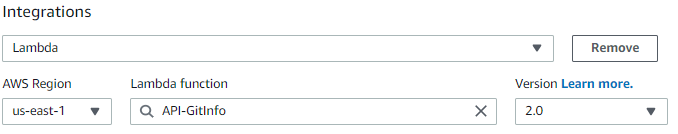 Integrations
Lambda
Remove
AWS Region
Lambda function
Version Learn more.
us-east-1
API-GitInfo
2.0